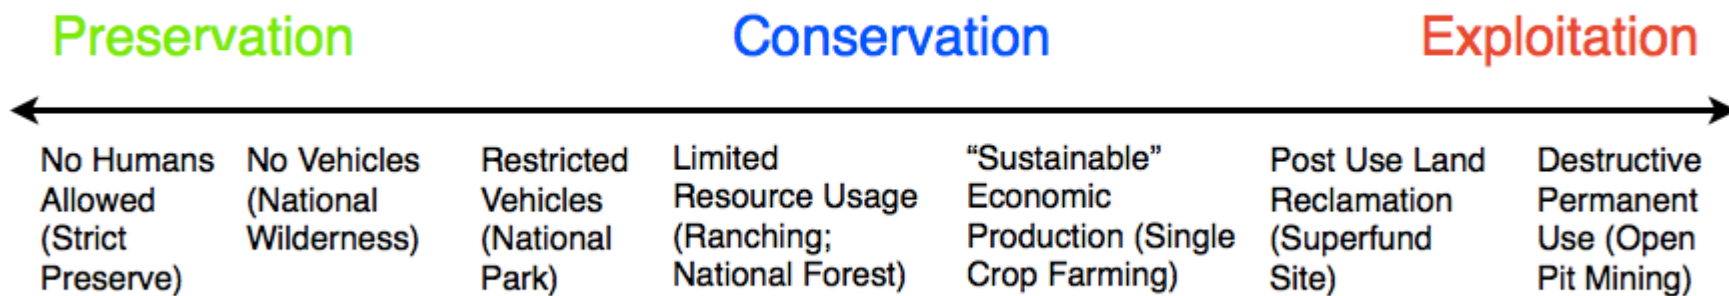 Preservation
Conservation
Exploitation
No Humans
Allowed
(Strict
Preserve)
No Vehicles
(National
Wilderness)
Restricted
Vehicles
(National
Park)
Limited
Resource Usage
(Ranching;
National Forest)
“Sustainable”
Economic
Production (Single
Crop Farming)
Post Use Land
Reclamation
(Superfund
Site)
Destructive
Permanent
Use (Open
Pit Mining)